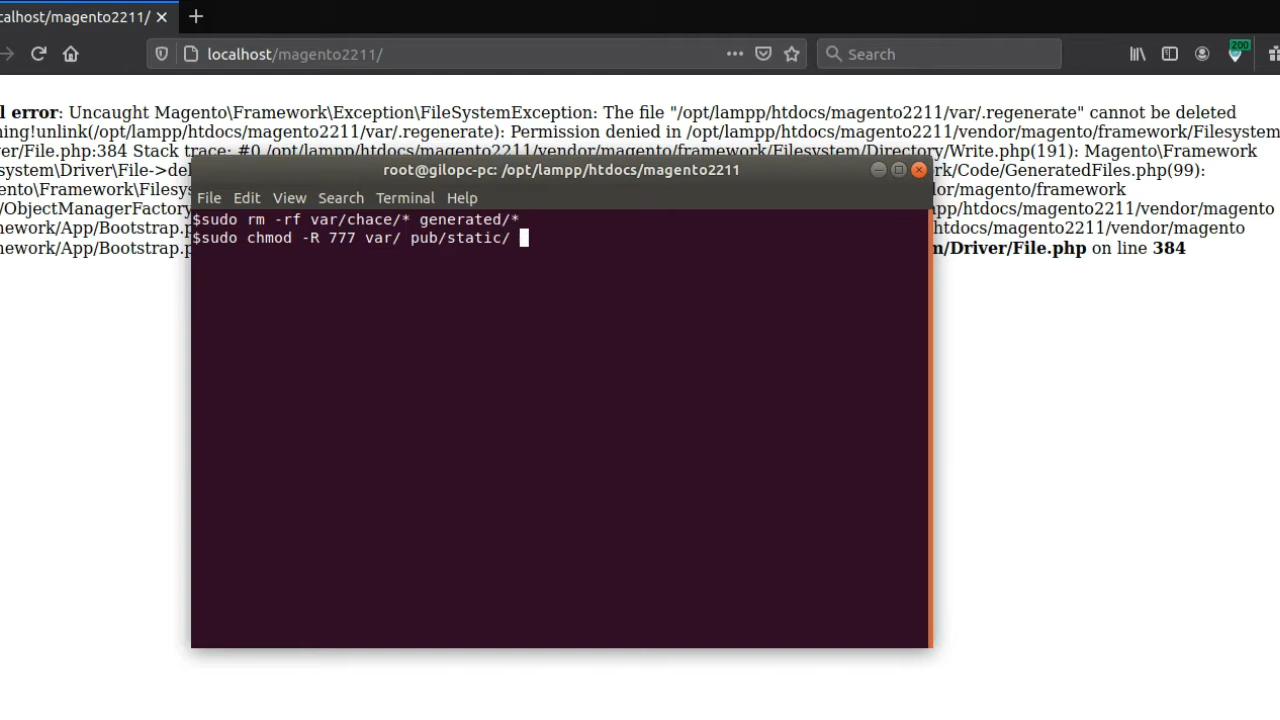 calhost/magento2211/
localhost/magento2211/
Search
200
l error: Uncaught Magento\Framework\Exception\FileSystemException: The file "/opt/lampp/htdocs/magento2211/var/.regenerate" cannot be deleted
ning!unlink(/opt/lampp/htdocs/magento2211/var/.regenerate): Permission denied in /opt/lampp/htdocs/magento2211/vendor/magento/framework/Filesystem
er/File.php:384 Stack trace: #0 /opt/lampp/htdocs/magento2211/vendor/magento/framework/Filesystem/Directory/Write.php(191): Magento\Framework
system\Driver\File->del rk/Code/GeneratedFiles.php(99):
ento\Framework\Filesys dor/magento/framework
/ObjectManagerFactory pp/htdocs/magento2211/vendor/magento
ework/App/Bootstrap.p htdocs/magento2211/vendor/magento
ework/App/Bootstrap.p m/Driver/File.php on line 384
root@gilopc-pc: /opt/lampp/htdocs/magento2211
File Edit View Search Terminal Help
$sudo rm -rf var/chace/* generated/*
$sudo chmod -R 777 var/ pub/static/